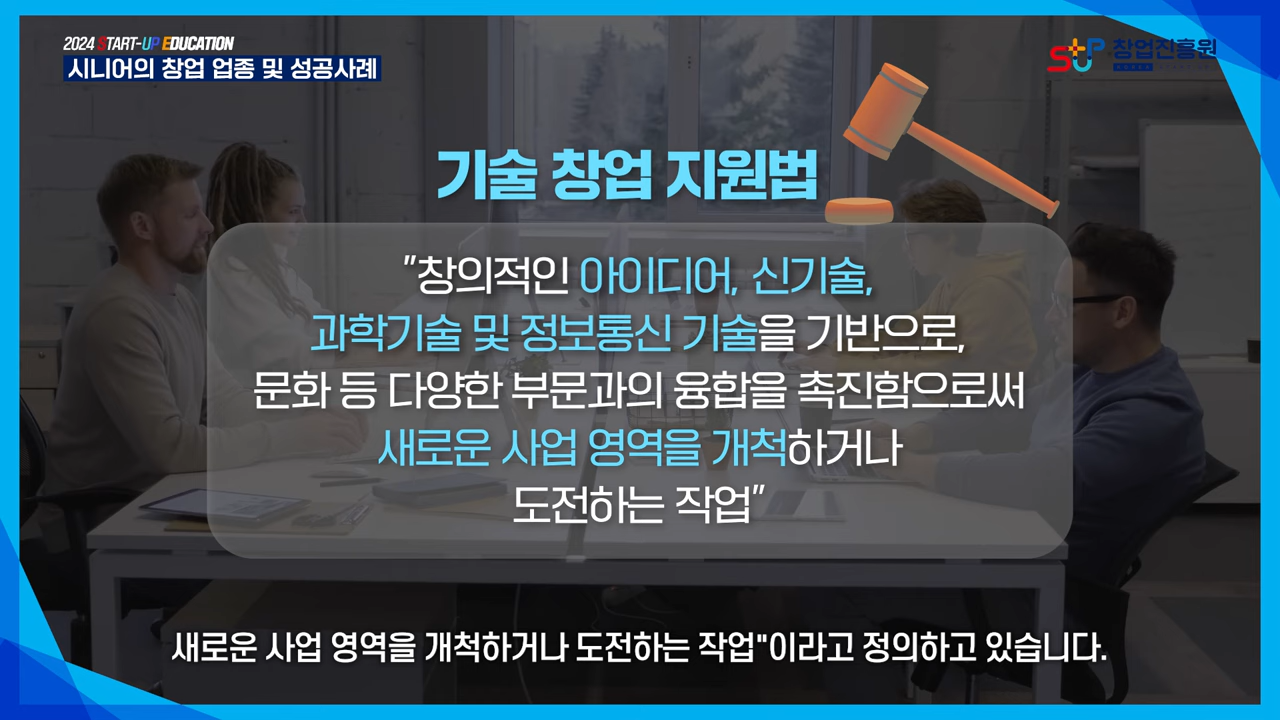 2024 START-UP EDUCATION
시니어의 창업 업종 및 성공사례
STUP 창업진흥원
기술 창업 지원법
"창의적인 아이디어, 신기술,
과학기술 및 정보통신 기술을 기반으로,
문화 등 다양한 부문과의 융합을 촉진함으로써
새로운 사업 영역을 개척하거나
도전하는 작업"
새로운 사업 영역을 개척하거나 도전하는 작업"이라고 정의하고 있습니다.